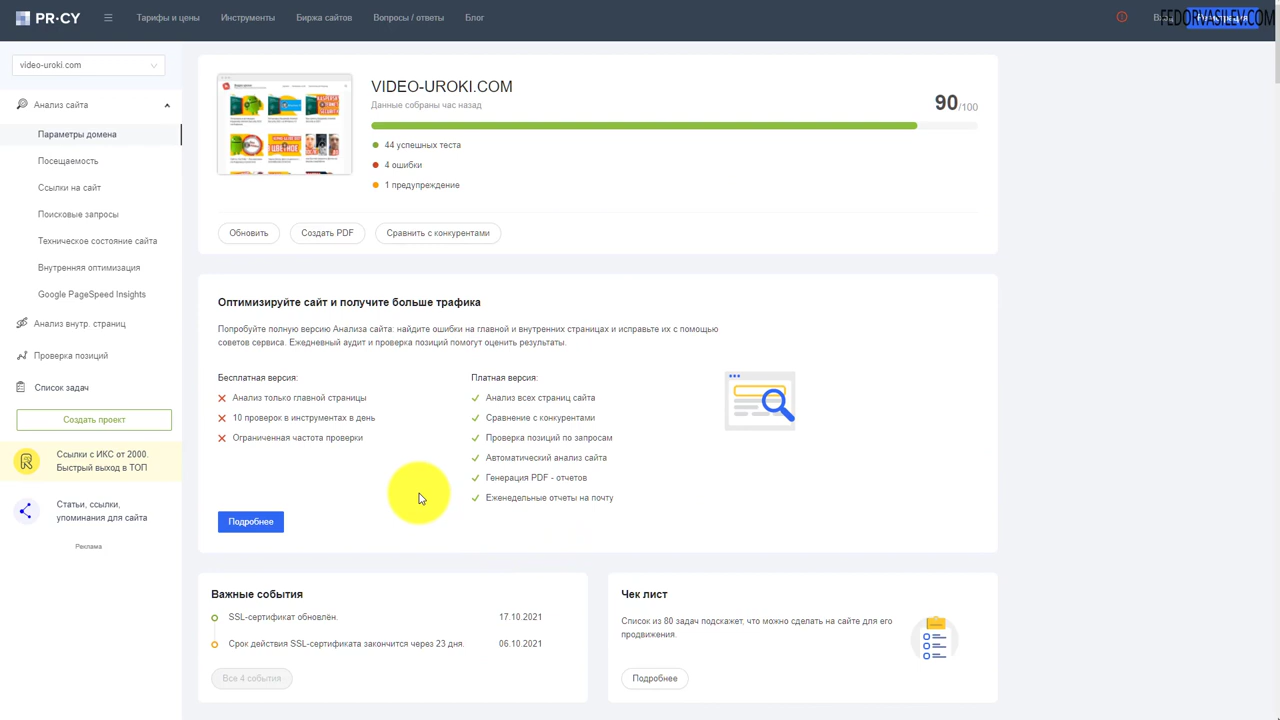 PR·CY
Тарифы и цены
Инструменты
Биржа сайтов
Вопросы / ответы
Блог
FEDORVASILEV.COM
video-uroki.com
Анализ сайта
Параметры домена
Посещаемость
Ссылки на сайт
Поисковые запросы
Техническое состояние сайта
Внутренняя оптимизация
Google PageSpeed Insights
Анализ внутр. страниц
Проверка позиций
Список задач
Создать проект
Ссылки с ИКС от 2000.
Быстрый выход в ТОП
Статьи, ссылки,
упоминания для сайта
Реклама
VIDEO-UROKI.COM
Данные собраны час назад
90/100
44 успешных теста
4 ошибки
1 предупреждение
Обновить
Создать PDF
Сравнить с конкурентами
Оптимизируйте сайт и получите больше трафика
Попробуйте полную версию Анализа сайта: найдите ошибки на главной и внутренних страницах и исправьте их с помощью
советов сервиса. Ежедневный аудит и проверка позиций помогут оценить результаты.
Бесплатная версия:
Анализ только главной страницы
10 проверок в инструментах в день
Ограниченная частота проверки
Платная версия:
Анализ всех страниц сайта
Сравнение с конкурентами
Проверка позиций по запросам
Автоматический анализ сайта
Генерация PDF - отчетов
Еженедельные отчеты на почту
Подробнее
Важные события
SSL-сертификат обновлён.
17.10.2021
Срок действия SSL-сертификата закончится через 23 дня.
06.10.2021
Все 4 события
Чек лист
Список из 80 задач подскажет, что можно сделать на сайте для его
продвижения.
Подробнее